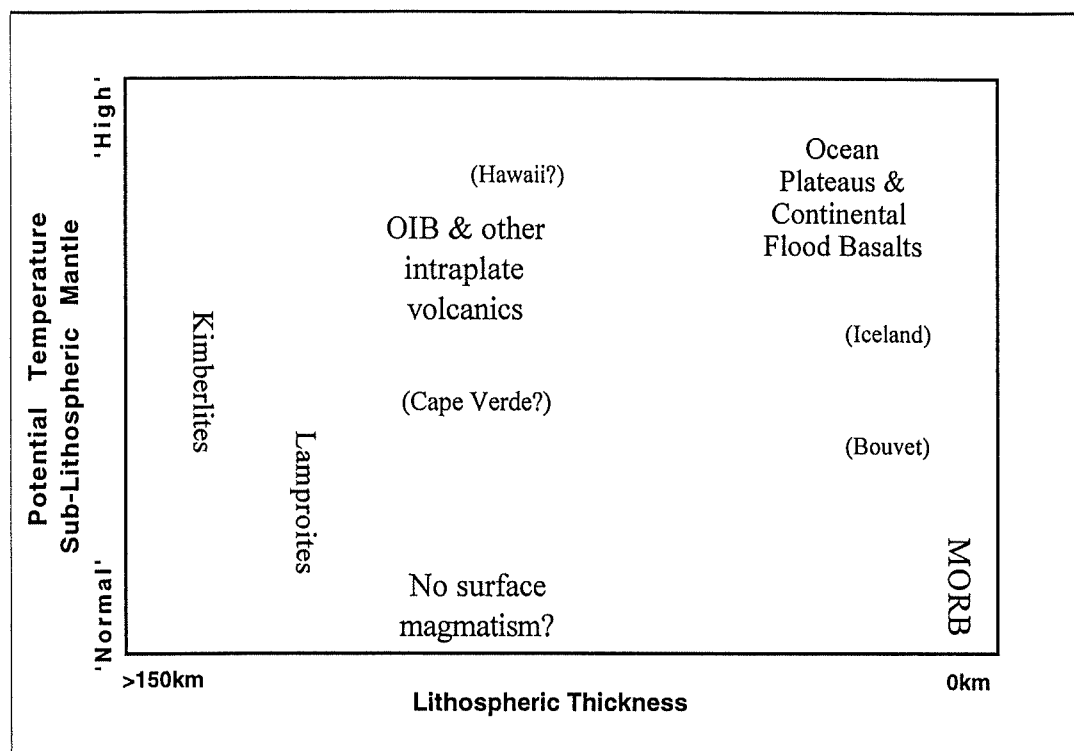 Potential Temperature
Sub-Lithospheric Mantle
'High'
'Normal'
(Hawaii?)
Ocean
Plateaus &
Continental
Flood Basalts
OIB & other
intraplate
volcanics
Kimberlites
(Iceland)
(Cape Verde?)
Lamproites
(Bouvet)
No surface
magmatism?
MORB
>150km
0km
Lithospheric Thickness